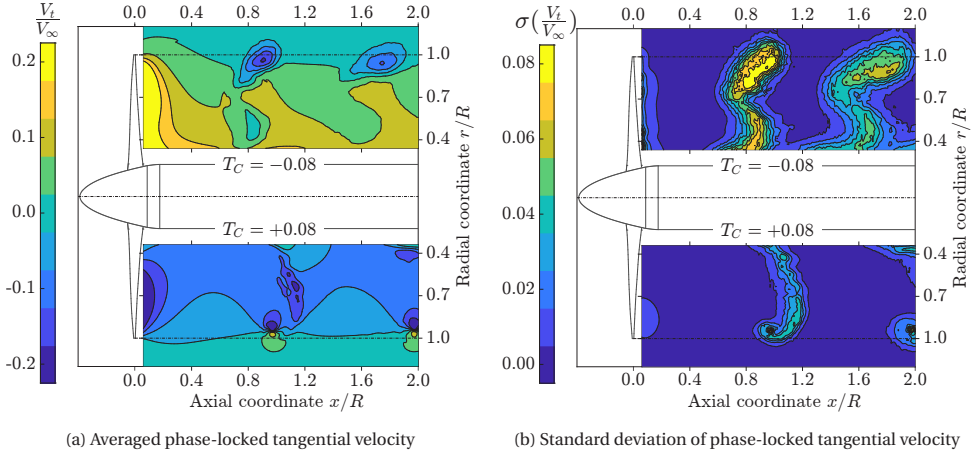 V_t/V_∞
0.2
0.1
0.0
-0.1
-0.2
0.0 0.4 0.8 1.2 1.6 2.0
1.0
0.7
0.4
T_C = −0.08
T_C = +0.08
0.4
0.7
1.0
Radial coordinate r/R
0.0 0.4 0.8 1.2 1.6 2.0
Axial coordinate x/R
(a) Averaged phase-locked tangential velocity
σ(V_t/V_∞)
0.08
0.06
0.04
0.02
0.00
0.0 0.4 0.8 1.2 1.6 2.0
1.0
0.7
0.4
T_C = −0.08
T_C = +0.08
0.4
0.7
1.0
Radial coordinate r/R
0.0 0.4 0.8 1.2 1.6 2.0
Axial coordinate x/R
(b) Standard deviation of phase-locked tangential velocity